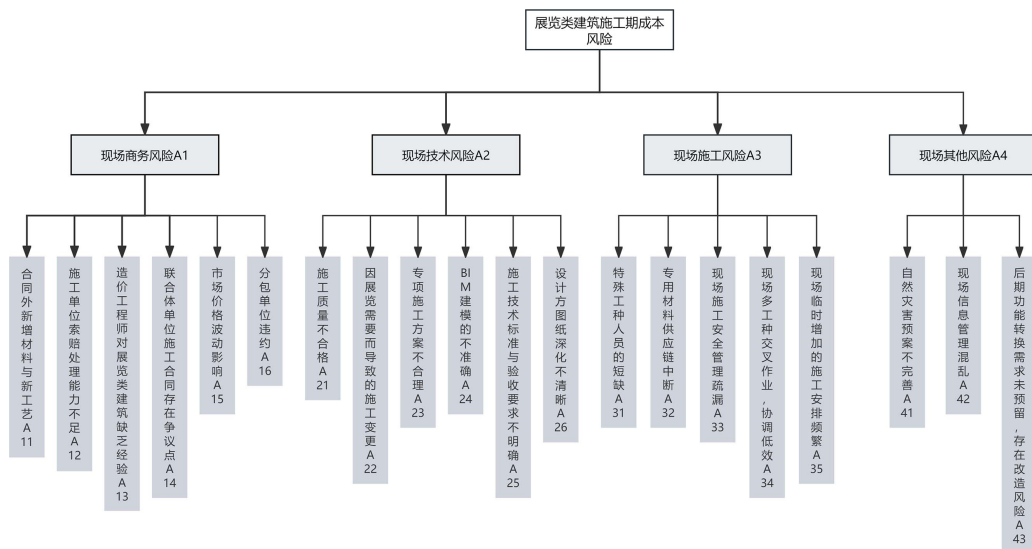 展览类建筑施工期成本
风险
现场商务风险A1
现场技术风险A2
现场施工风险A3
现场其他风险A4
合同外新增材料与新工艺A11
施工单位索赔处理能力不足A12
造价工程师对展览类建筑缺乏经验A13
联合体单位施工合同存在争议点A14
市场价格波动影响A15
分包单位违约A16
施工质量不合格A21
因展览需要而导致的施工变更A22
专项施工方案不合理A23
BIM建模的不准确A24
施工技术标准与验收要求不明确A25
设计方图纸深化不清晰A26
特殊工种人员的短缺A31
专用材料供应链中断A32
现场施工安全管理疏漏A33
现场多工种交叉作业,协调低效A34
现场临时增加的施工安排频繁A35
自然灾害预案不完善A41
现场信息管理混乱A42
后期功能转换需求未预留,存在改造风险A43